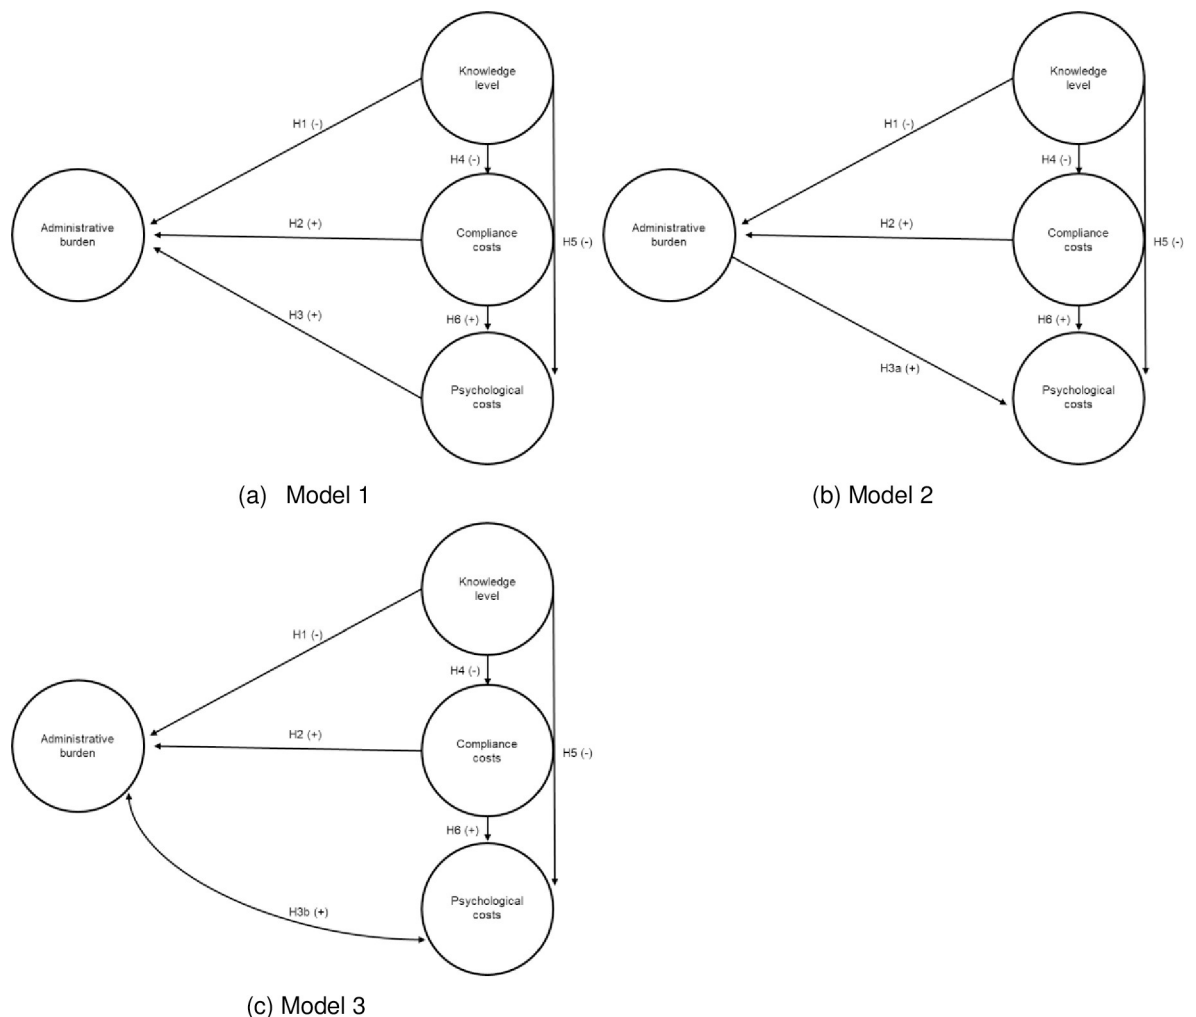 Knowledge
level
H1 (-)
H4 (-)
Administrative
burden
H2 (+)
Compliance
costs
H5 (-)
H3 (+)
H6 (+)
Psychological
costs
(a) Model 1
Knowledge
level
H1 (-)
H4 (-)
Administrative
burden
H2 (+)
Compliance
costs
H5 (-)
H6 (+)
H3a (+)
Psychological
costs
(b) Model 2
Knowledge
level
H1 (-)
H4 (-)
Administrative
burden
H2 (+)
Compliance
costs
H5 (-)
H6 (+)
H3b (+)
Psychological
costs
(c) Model 3